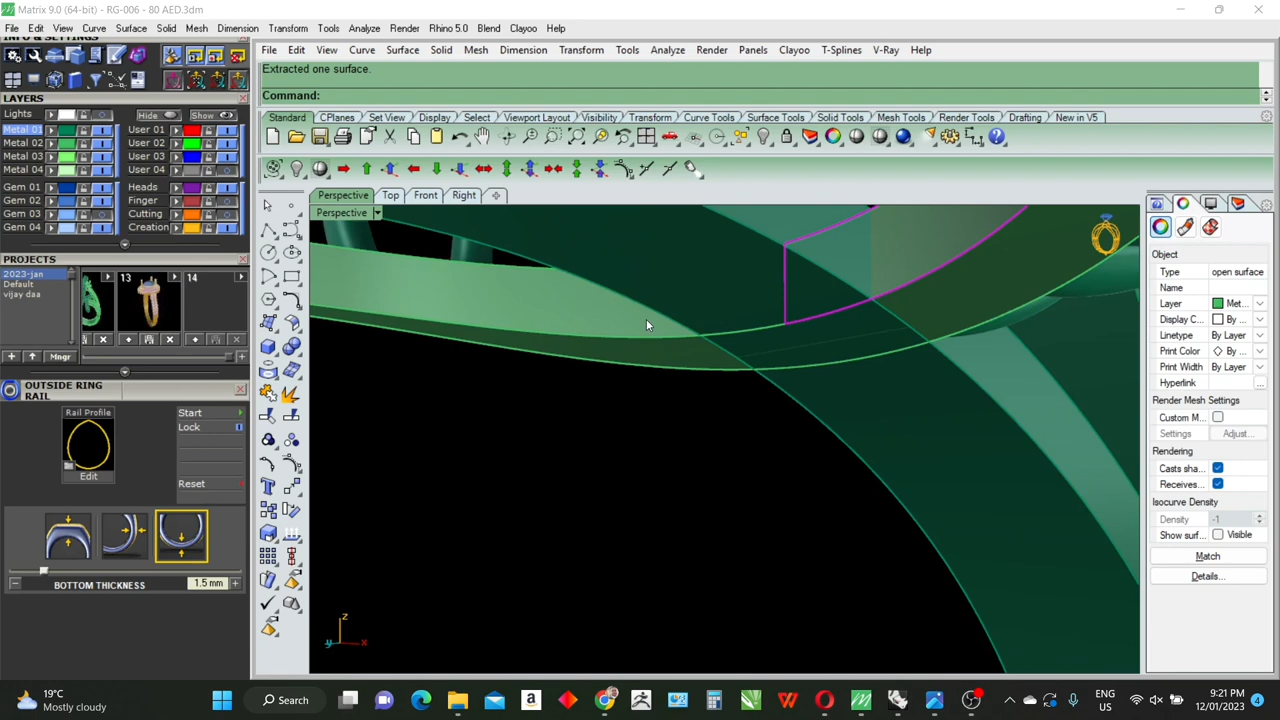 Matrix 9.0 (64-bit) - RG-006 - 80 AED.3dm
File Edit View Curve Surface Solid Mesh Dimension Transform Tools Analyze Render Rhino 5.0 Blend Clayoo Help
INFO & SETTINGS
LAYERS
Lights Hide Show
Metal 01 User 01
Metal 02 User 02
Metal 03 User 03
Metal 04 User 04
Gem 01 Heads
Gem 02 Finger
Gem 03 Cutting
Gem 04 Creation
PROJECTS
2023-jan
Default
vijay daa
13 14
Mngr
OUTSIDE RING
RAIL
Rail Profile
Edit
Start
Lock
Reset
BOTTOM THICKNESS 1.5 mm
File Edit View Curve Surface Solid Mesh Dimension Transform Tools Analyze Render Panels Clayoo T-Splines V-Ray Help
Extracted one surface.
Command:
Standard CPlanes Set View Display Select Viewport Layout Visibility Transform Curve Tools Surface Tools Solid Tools Mesh Tools Render Tools Drafting New in V5
Perspective Top Front Right
Perspective
z
y x
Object
Type open surface
Name
Layer Met...
Display C... By ...
Linetype By Layer
Print Color By ...
Print Width By Layer
Hyperlink ...
Render Mesh Settings
Custom M...
Settings Adjust...
Rendering
Casts sha...
Receives...
Isocurve Density
Density -1
Show surf... Visible
Match
Details...
19°C
Mostly cloudy
Search
ENG
US
9:21 PM
12/01/2023
4